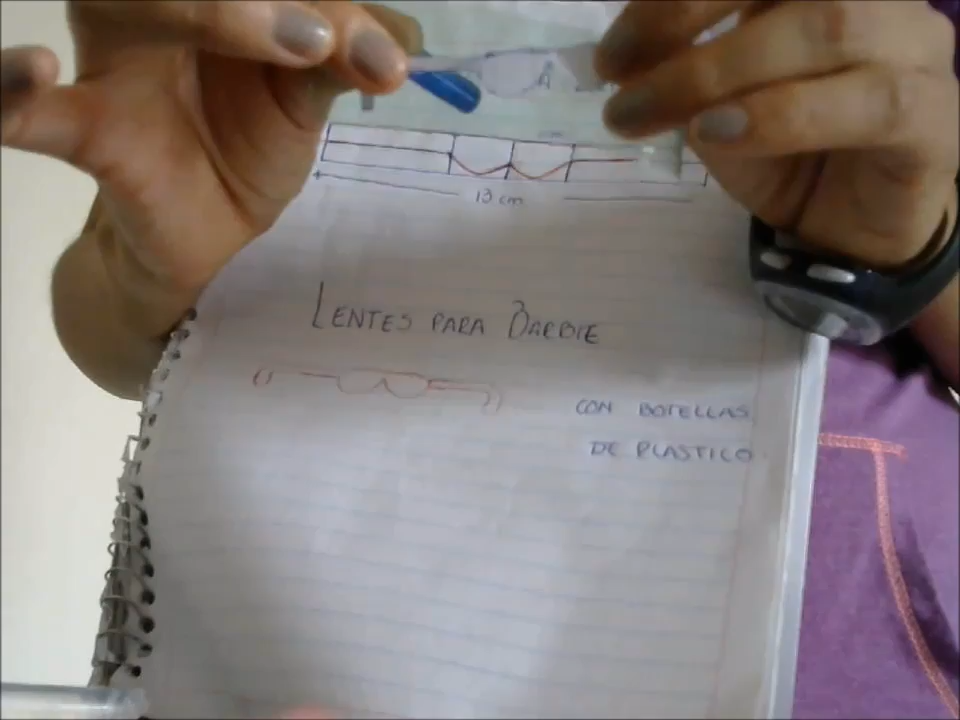 13 cm
LENTES PARA BARBIE
CON BOTELLAS
DE PLASTICO